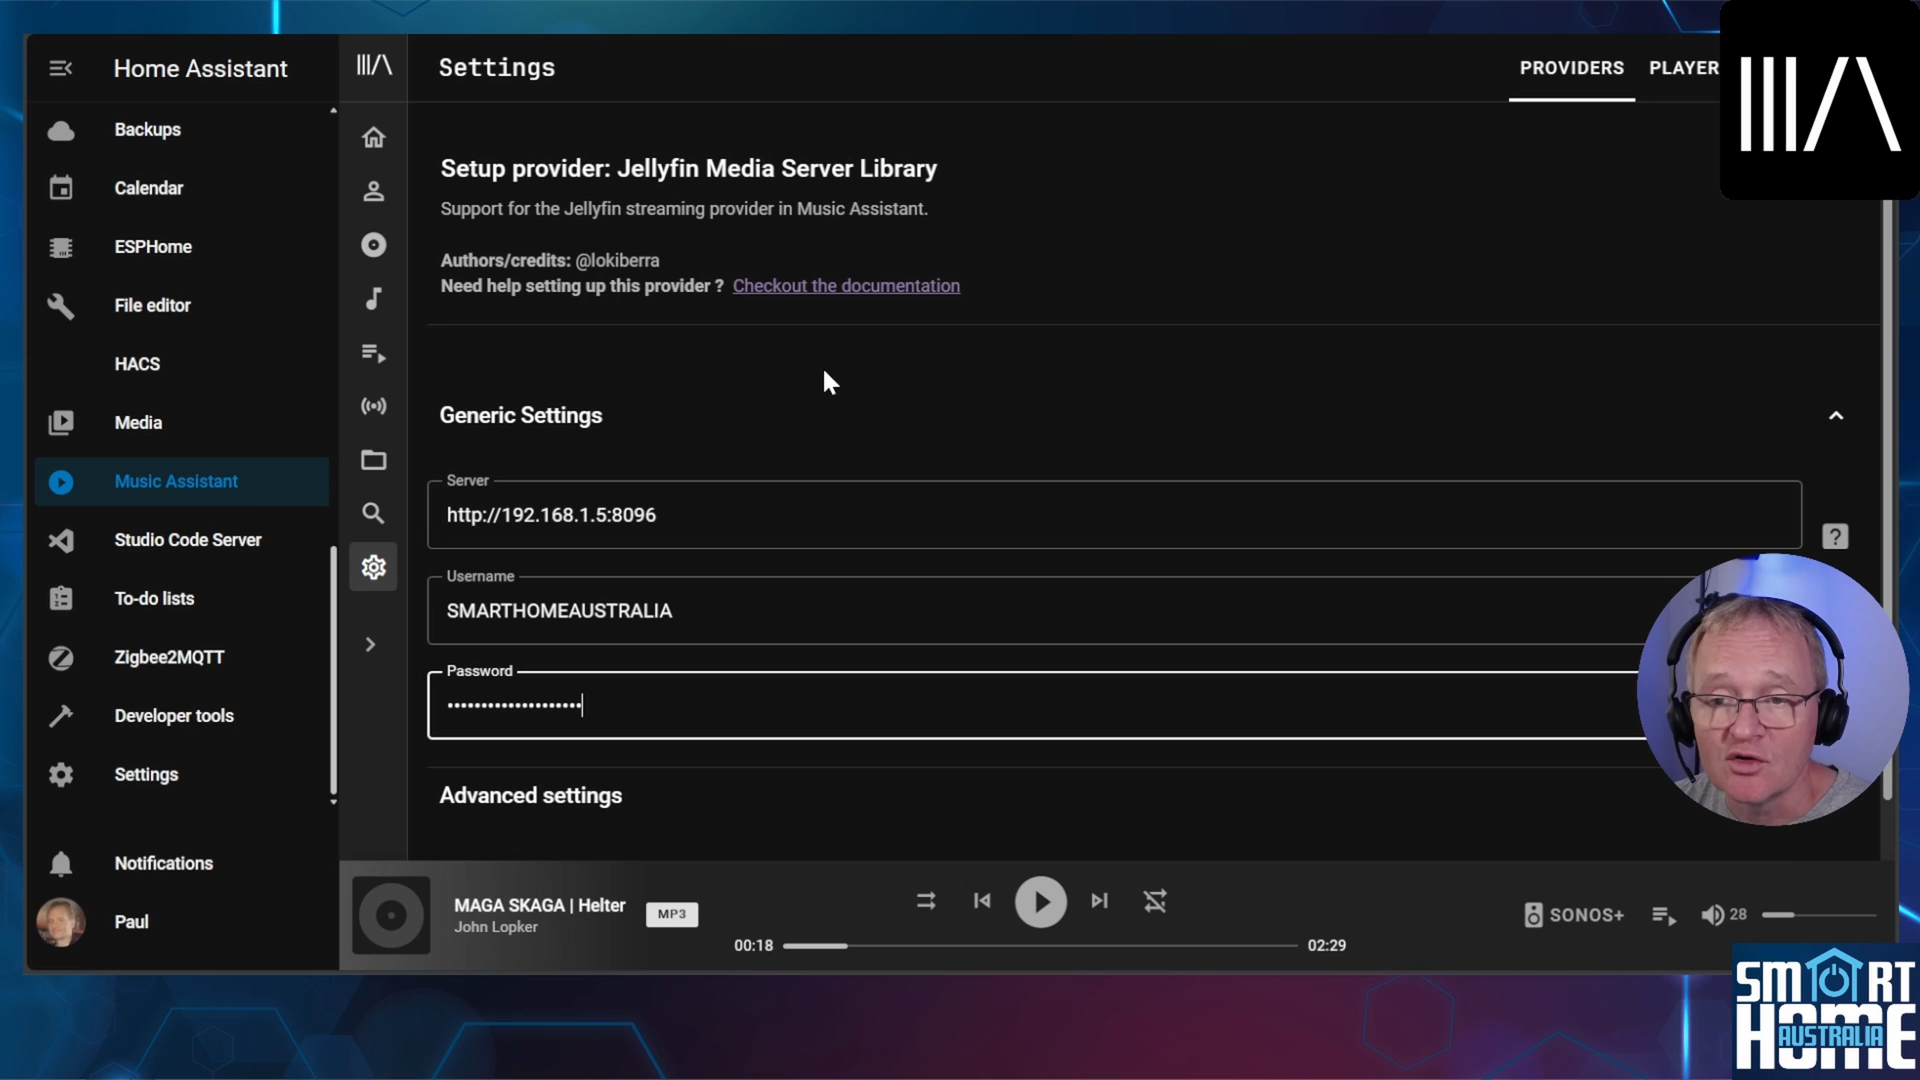 Home Assistant
Backups
Calendar
ESPHome
File editor
HACS
Media
Music Assistant
Studio Code Server
To-do lists
Zigbee2MQTT
Developer tools
Settings
Notifications
Paul
Settings
PROVIDERS
PLAYER
Setup provider: Jellyfin Media Server Library
Support for the Jellyfin streaming provider in Music Assistant.
Authors/credits: @lokiberra
Need help setting up this provider ? Checkout the documentation
Generic Settings
Server
http://192.168.1.5:8096
?
Username
SMARTHOMEAUSTRALIA
Password
••••••••••••••••••••
Advanced settings
MAGA SKAGA | Helter
John Lopker
MP3
00:18
02:29
SONOS+
28
SMART
HOME
AUSTRALIA